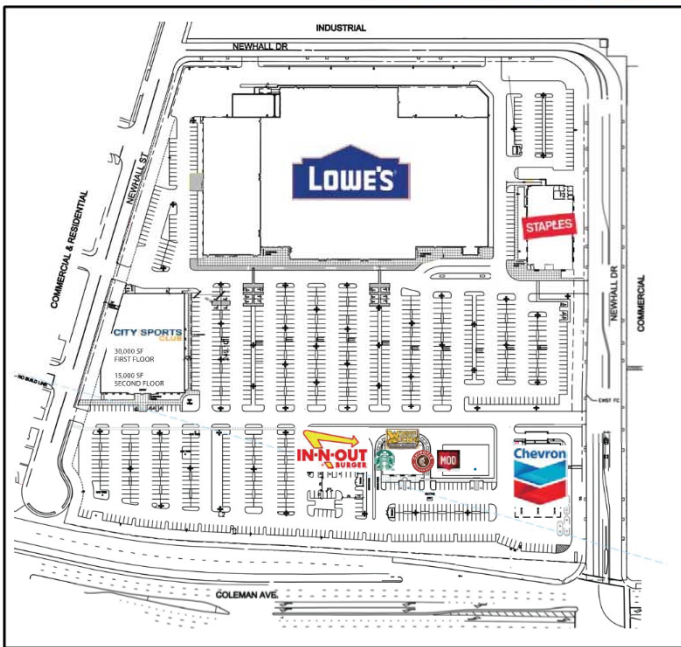 INDUSTRIAL
NEWHALL DR
NEWHALL ST
COMMERCIAL & RESIDENTIAL
LOWE'S
STAPLES
NEWHALL DR
COMMERCIAL
CITY SPORTS
CLUB
30,000 SF
FIRST FLOOR
15,000 SF
SECOND FLOOR
IN-N-OUT
BURGER
MOD
Chevron
COLEMAN AVE.